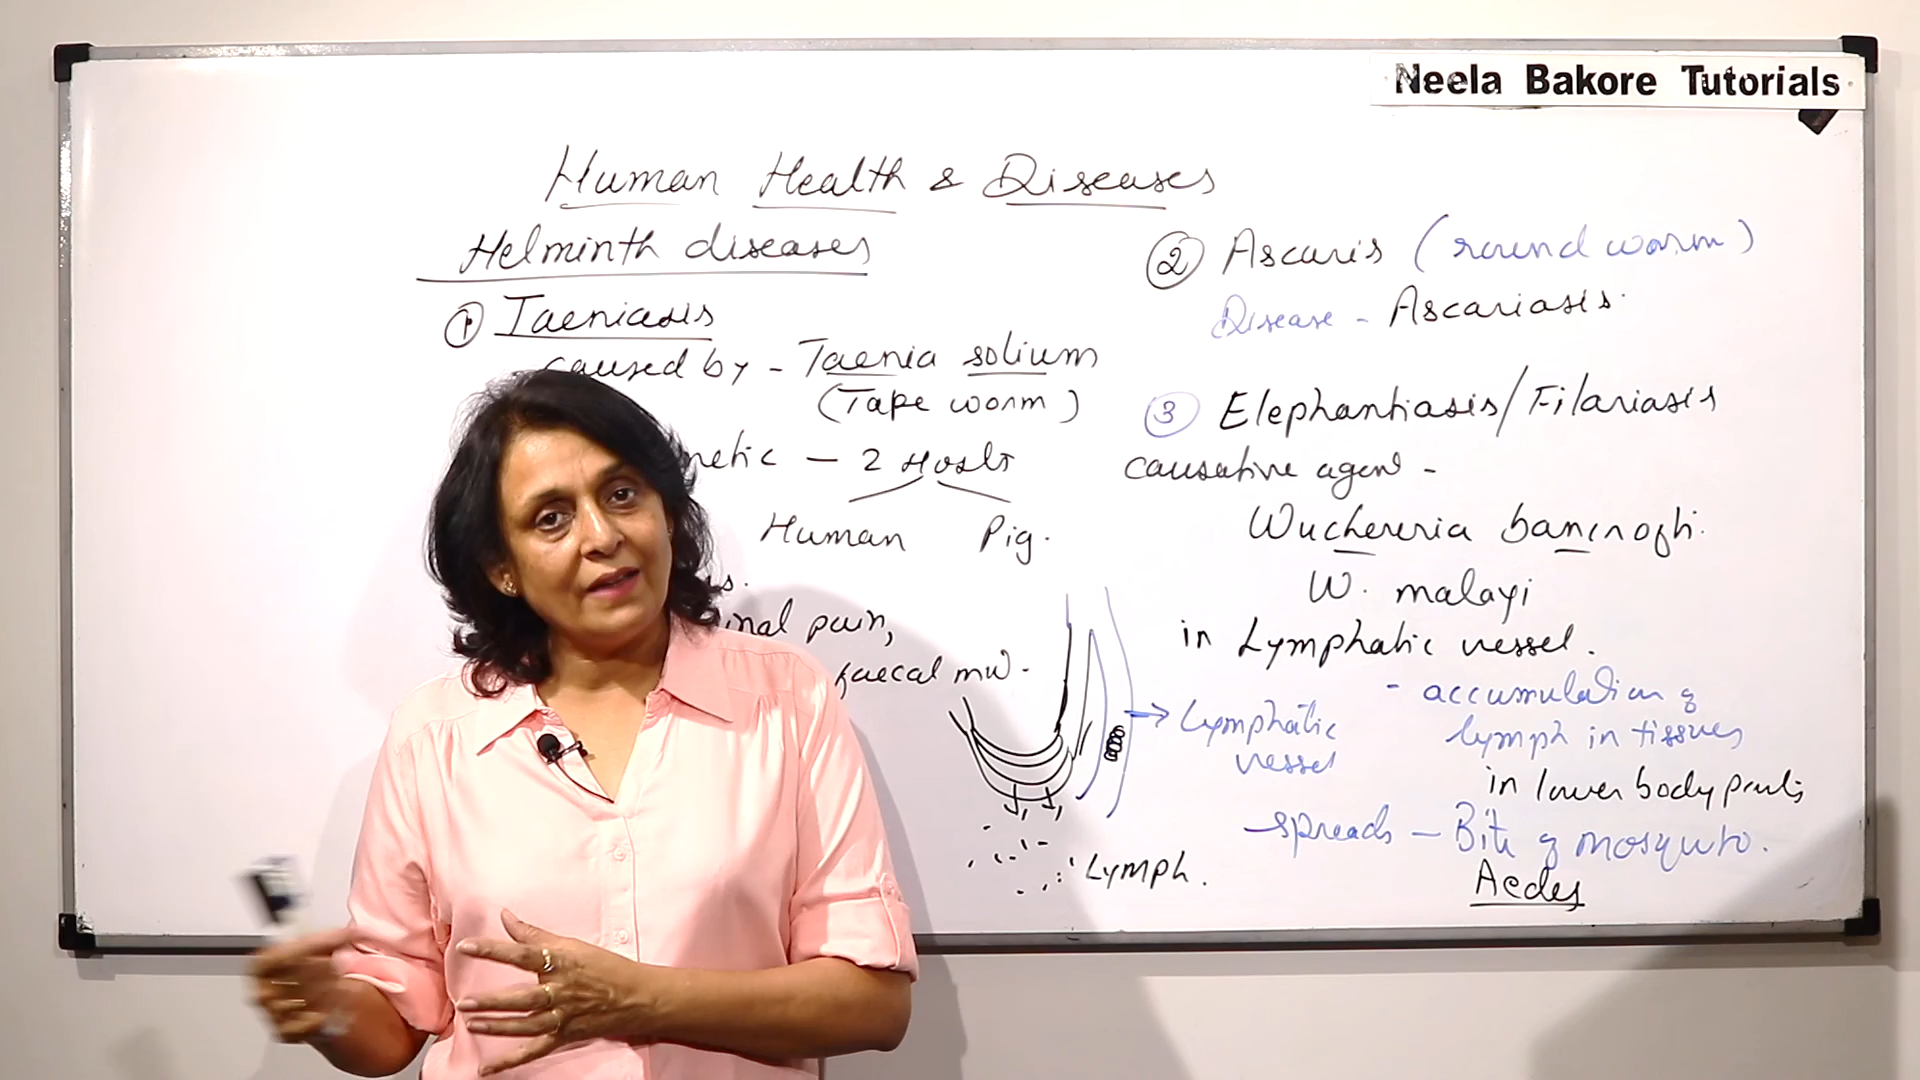 Neela Bakore Tutorials
Human Health & Diseases
Helminth diseases
① Taeniasis
caused by - Taenia solium
(Tape worm)
netic - 2 Hosts
Human Pig.
s.
inal pain,
faecal mw -
② Ascaris (round worm)
Disease - Ascariasis.
③ Elephantiasis/Filariasis
causative agent -
Wuchereria bancrofti.
W. malayi
in Lymphatic vessel.
- accumulation of
lymph in tissues
in lower body parts
spreads - Bite of mosquito.
Aedes
→ Lymphatic
vessel
Lymph.